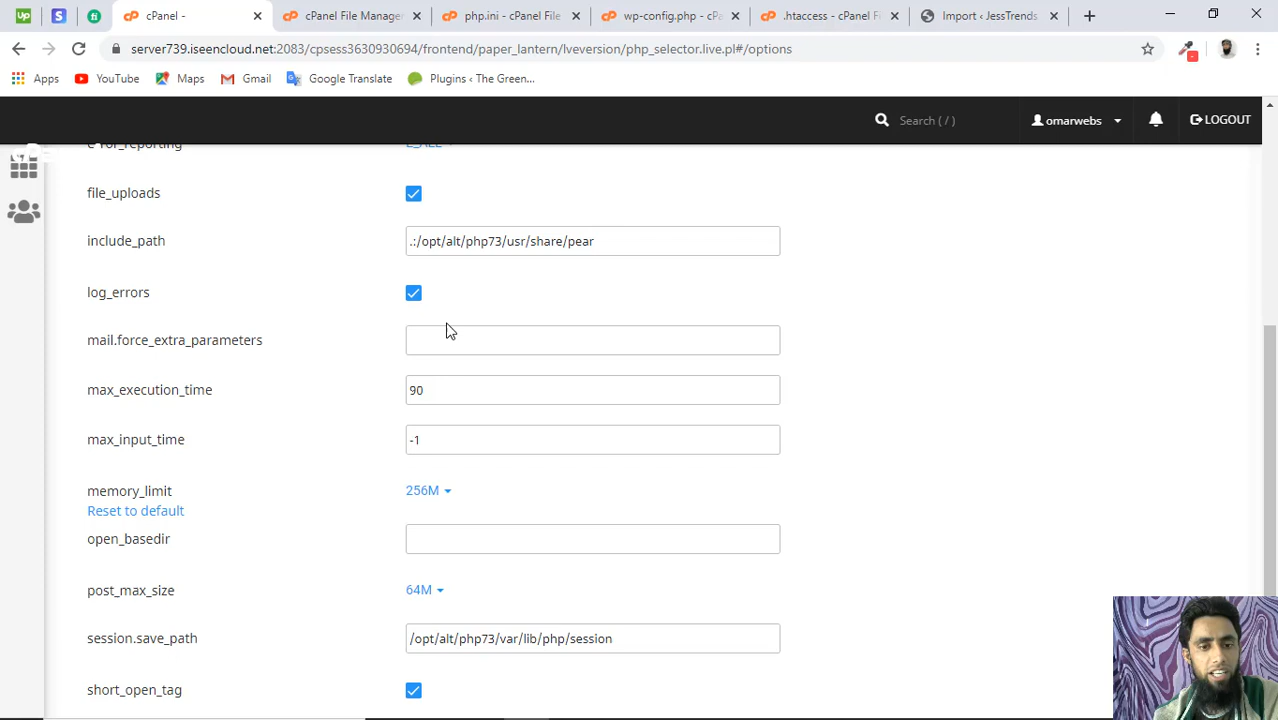 cPanel -
cPanel File Manage
php.ini - cPanel File
wp-config.php - c
.htaccess - cPanel F
Import ‹ JessTrends
server739.iseencloud.net:2083/cpsess3630930694/frontend/paper_lantern/lveversion/php_selector.live.pl#/options
Apps
YouTube
Maps
Gmail
Google Translate
Plugins ‹ The Green...
Search ( / )
omarwebs
LOGOUT
error_reporting
E_ALL
file_uploads
include_path
.:/opt/alt/php73/usr/share/pear
log_errors
mail.force_extra_parameters
max_execution_time
90
max_input_time
-1
memory_limit
256M
Reset to default
open_basedir
post_max_size
64M
session.save_path
/opt/alt/php73/var/lib/php/session
short_open_tag